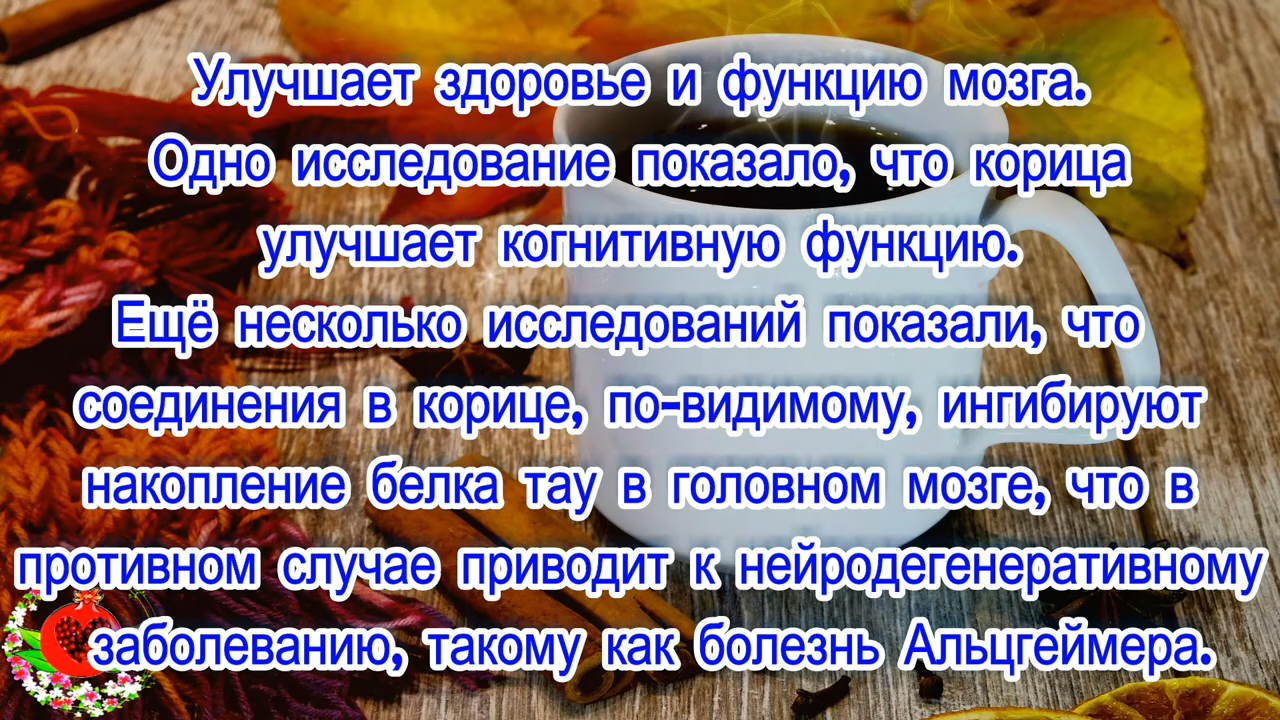 Улучшает здоровье и функцию мозга.
Одно исследование показало, что корица
улучшает когнитивную функцию.
Ещё несколько исследований показали, что
соединения в корице, по-видимому, ингибируют
накопление белка тау в головном мозге, что в
противном случае приводит к нейродегенеративному
заболеванию, такому как болезнь Альцгеймера.